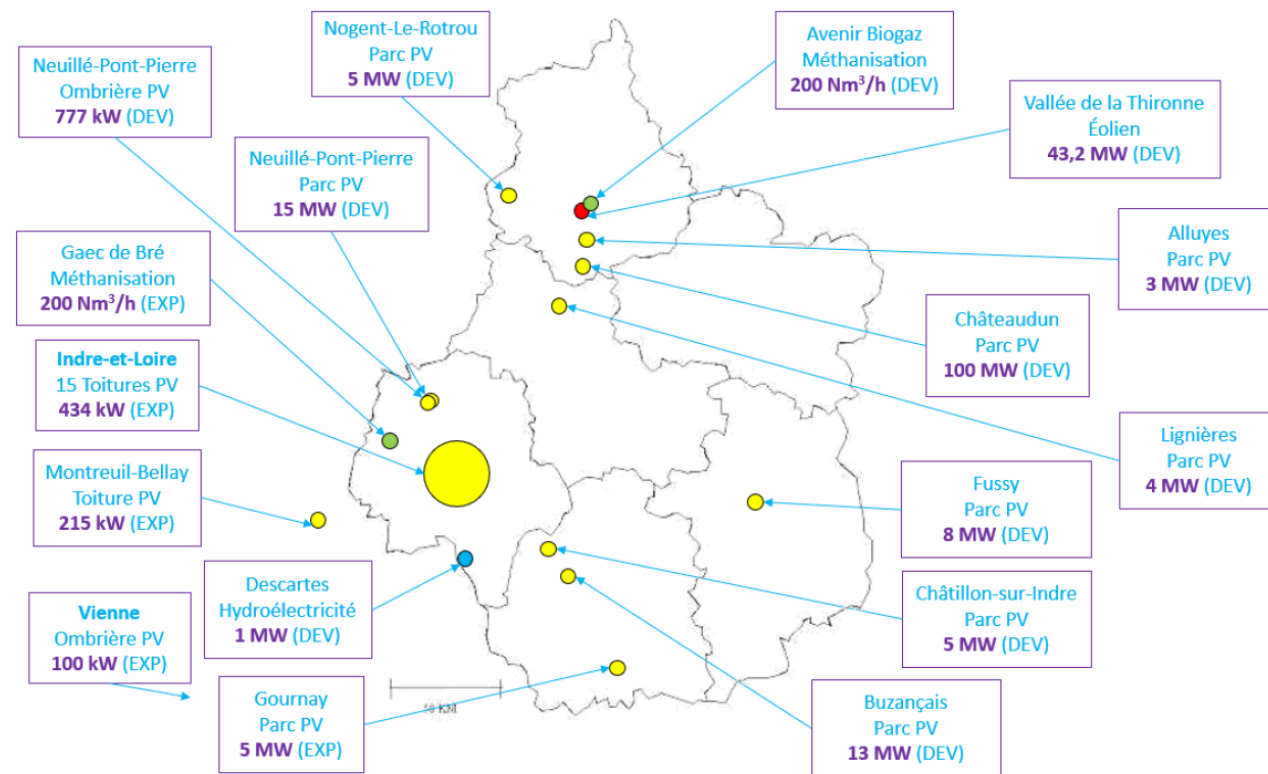 Nogent-Le-Rotrou
Parc PV
5 MW (DEV)
Avenir Biogaz
Méthanisation
200 Nm³/h (DEV)
Neuillé-Pont-Pierre
Ombrière PV
777 kW (DEV)
Vallée de la Thironne
Éolien
43,2 MW (DEV)
Neuillé-Pont-Pierre
Parc PV
15 MW (DEV)
Gaec de Bré
Méthanisation
200 Nm³/h (EXP)
Alluyes
Parc PV
3 MW (DEV)
Châteaudun
Parc PV
100 MW (DEV)
Indre-et-Loire
15 Toitures PV
434 kW (EXP)
Lignières
Parc PV
4 MW (DEV)
Montreuil-Bellay
Toiture PV
215 kW (EXP)
Fussy
Parc PV
8 MW (DEV)
Descartes
Hydroélectricité
1 MW (DEV)
Châtillon-sur-Indre
Parc PV
5 MW (DEV)
Vienne
Ombrière PV
100 kW (EXP)
Gournay
Parc PV
5 MW (EXP)
Buzançais
Parc PV
13 MW (DEV)
KM